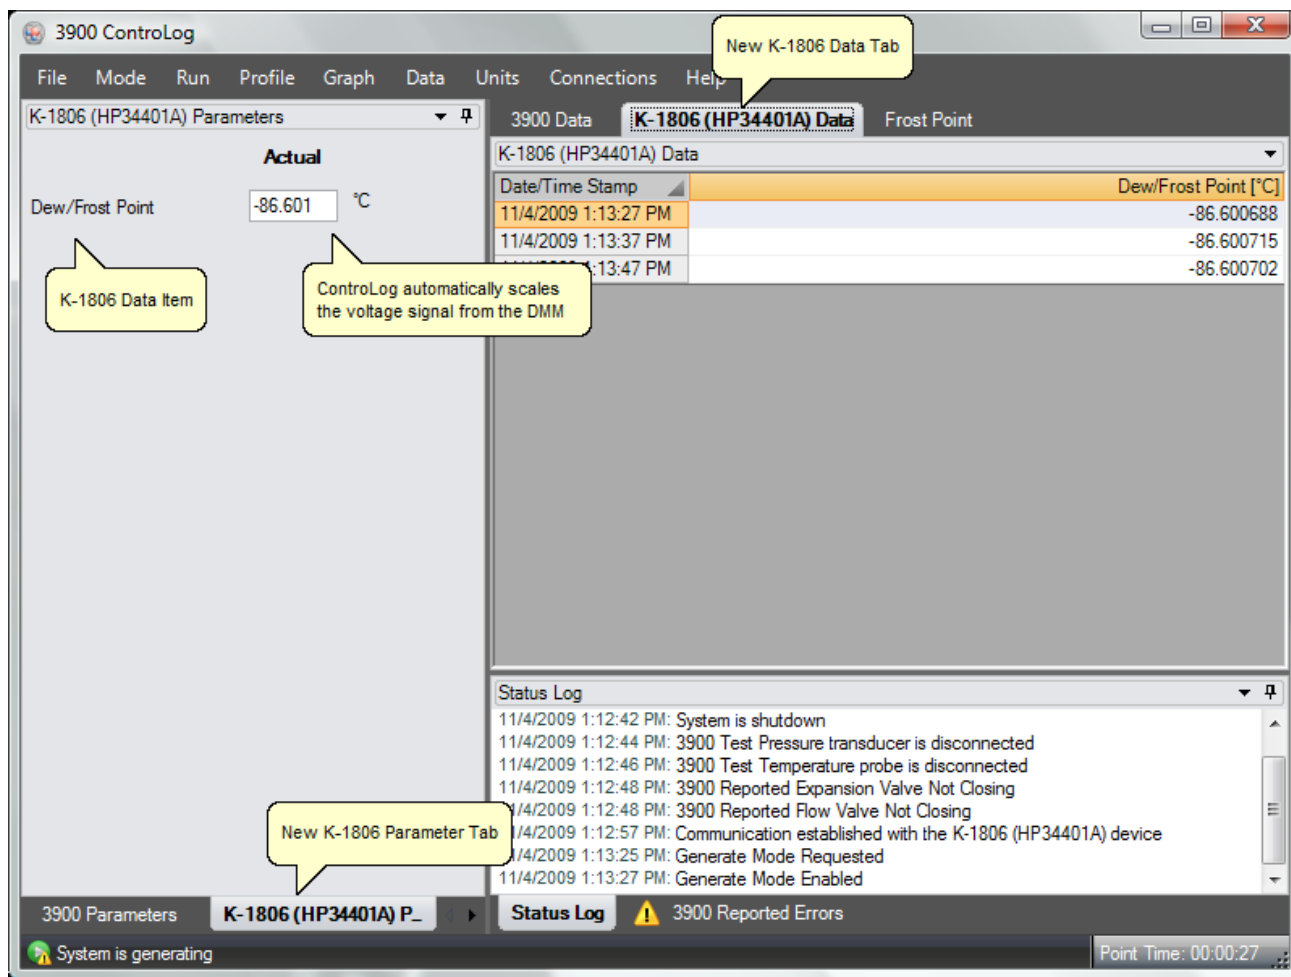 3900 ControLog
New K-1806 Data Tab
File Mode Run Profile Graph Data Units Connections Help
K-1806 (HP34401A) Parameters
Actual
Dew/Frost Point -86.601 °C
K-1806 Data Item
ControLog automatically scales
the voltage signal from the DMM
3900 Data K-1806 (HP34401A) Data Frost Point
K-1806 (HP34401A) Data
Date/Time Stamp Dew/Frost Point [°C]
11/4/2009 1:13:27 PM -86.600688
11/4/2009 1:13:37 PM -86.600715
:13:47 PM -86.600702
Status Log
11/4/2009 1:12:42 PM: System is shutdown
11/4/2009 1:12:44 PM: 3900 Test Pressure transducer is disconnected
11/4/2009 1:12:46 PM: 3900 Test Temperature probe is disconnected
11/4/2009 1:12:48 PM: 3900 Reported Expansion Valve Not Closing
/4/2009 1:12:48 PM: 3900 Reported Flow Valve Not Closing
/4/2009 1:12:57 PM: Communication established with the K-1806 (HP34401A) device
/4/2009 1:13:25 PM: Generate Mode Requested
11/4/2009 1:13:27 PM: Generate Mode Enabled
New K-1806 Parameter Tab
3900 Parameters K-1806 (HP34401A) P...
Status Log 3900 Reported Errors
System is generating
Point Time: 00:00:27